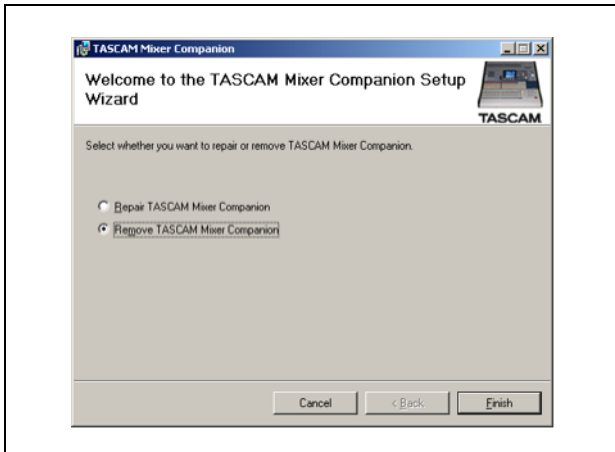 TASCAM Mixer Companion
Welcome to the TASCAM Mixer Companion Setup
Wizard
TASCAM
Select whether you want to repair or remove TASCAM Mixer Companion.
Repair TASCAM Mixer Companion
Remove TASCAM Mixer Companion
Cancel
< Back
Finish